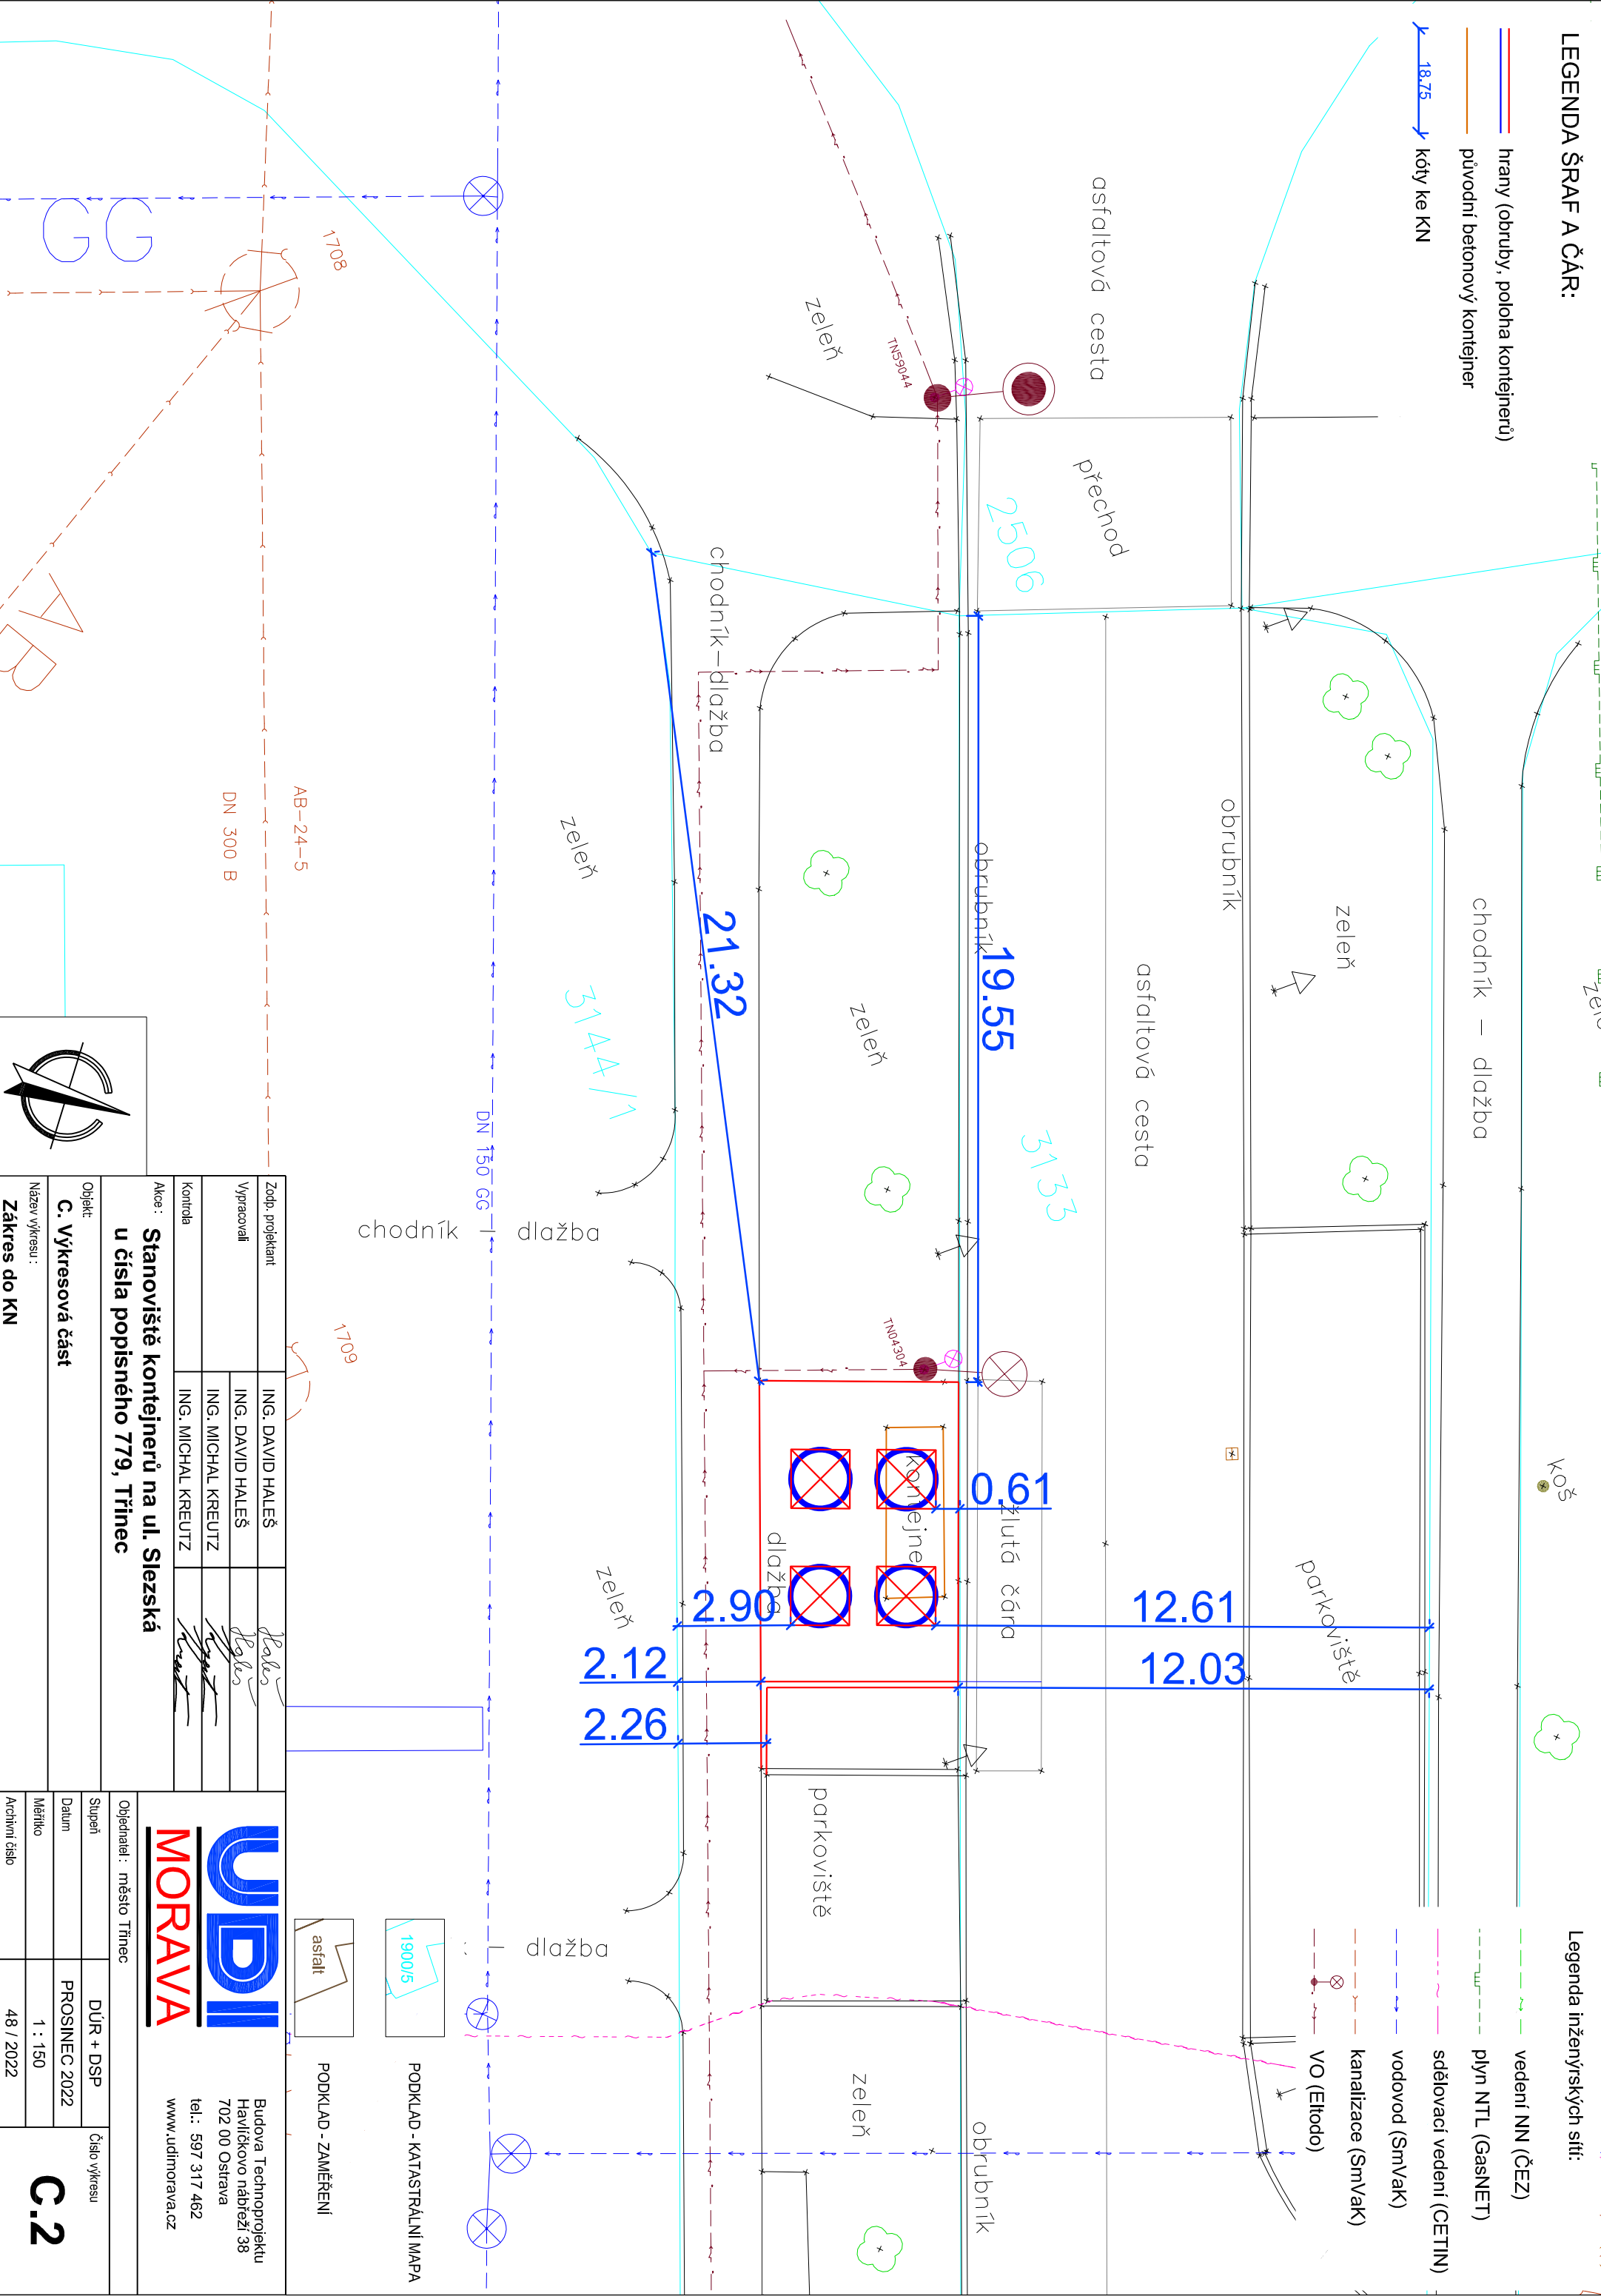 LEGENDA ŠRAF A ČÁR:
hrany (obruby, poloha kontejnerů)
původní betonový kontejner
18.75
kóty ke KN
asfaltová cesta
zeleň
TN59044
přechod
2506
1708
GG
AB
chodník-dlažba
obrubník
zeleň
chodník – dlažba
obrubník
asfaltová cesta
19.55
21.32
zeleň
zeleň
3144/1
3133
AB-24-5
DN 300 B
DN 150 GG
chodník – dlažba
1709
TN04304
kontejne
dlažba
žlutá čára
0.61
2.90
2.12
2.26
12.61
12.03
zeleň
parkoviště
koš
parkoviště
– dlažba
zeleň
obrubník
Legenda inženýrských sítí:
vedení NN (ČEZ)
plyn NTL (GasNET)
sdělovací vedení (CETIN)
vodovod (SmVaK)
kanalizace (SmVaK)
VO (Eltodo)
1900/5
PODKLAD - KATASTRÁLNÍ MAPA
asfalt
PODKLAD - ZAMĚŘENÍ
Zodp. projektant
ING. DAVID HALEŠ
Vypracovali
ING. DAVID HALEŠ
ING. MICHAL KREUTZ
Kontrola
ING. MICHAL KREUTZ
Akce:
Stanoviště kontejnerů na ul. Slezská
u čísla popisného 779, Třinec
Objekt:
C. Výkresová část
Název výkresu:
Zákres do KN
UDI
MORAVA
Budova Technoprojektu
Havlíčkovo nábřeží 38
702 00 Ostrava
tel.: 597 317 462
www.udimorava.cz
Objednatel: město Třinec
Stupeň
DÚR + DSP
Datum
PROSINEC 2022
Měřítko
1 : 150
Archivní číslo
48 / 2022
Číslo výkresu
C.2